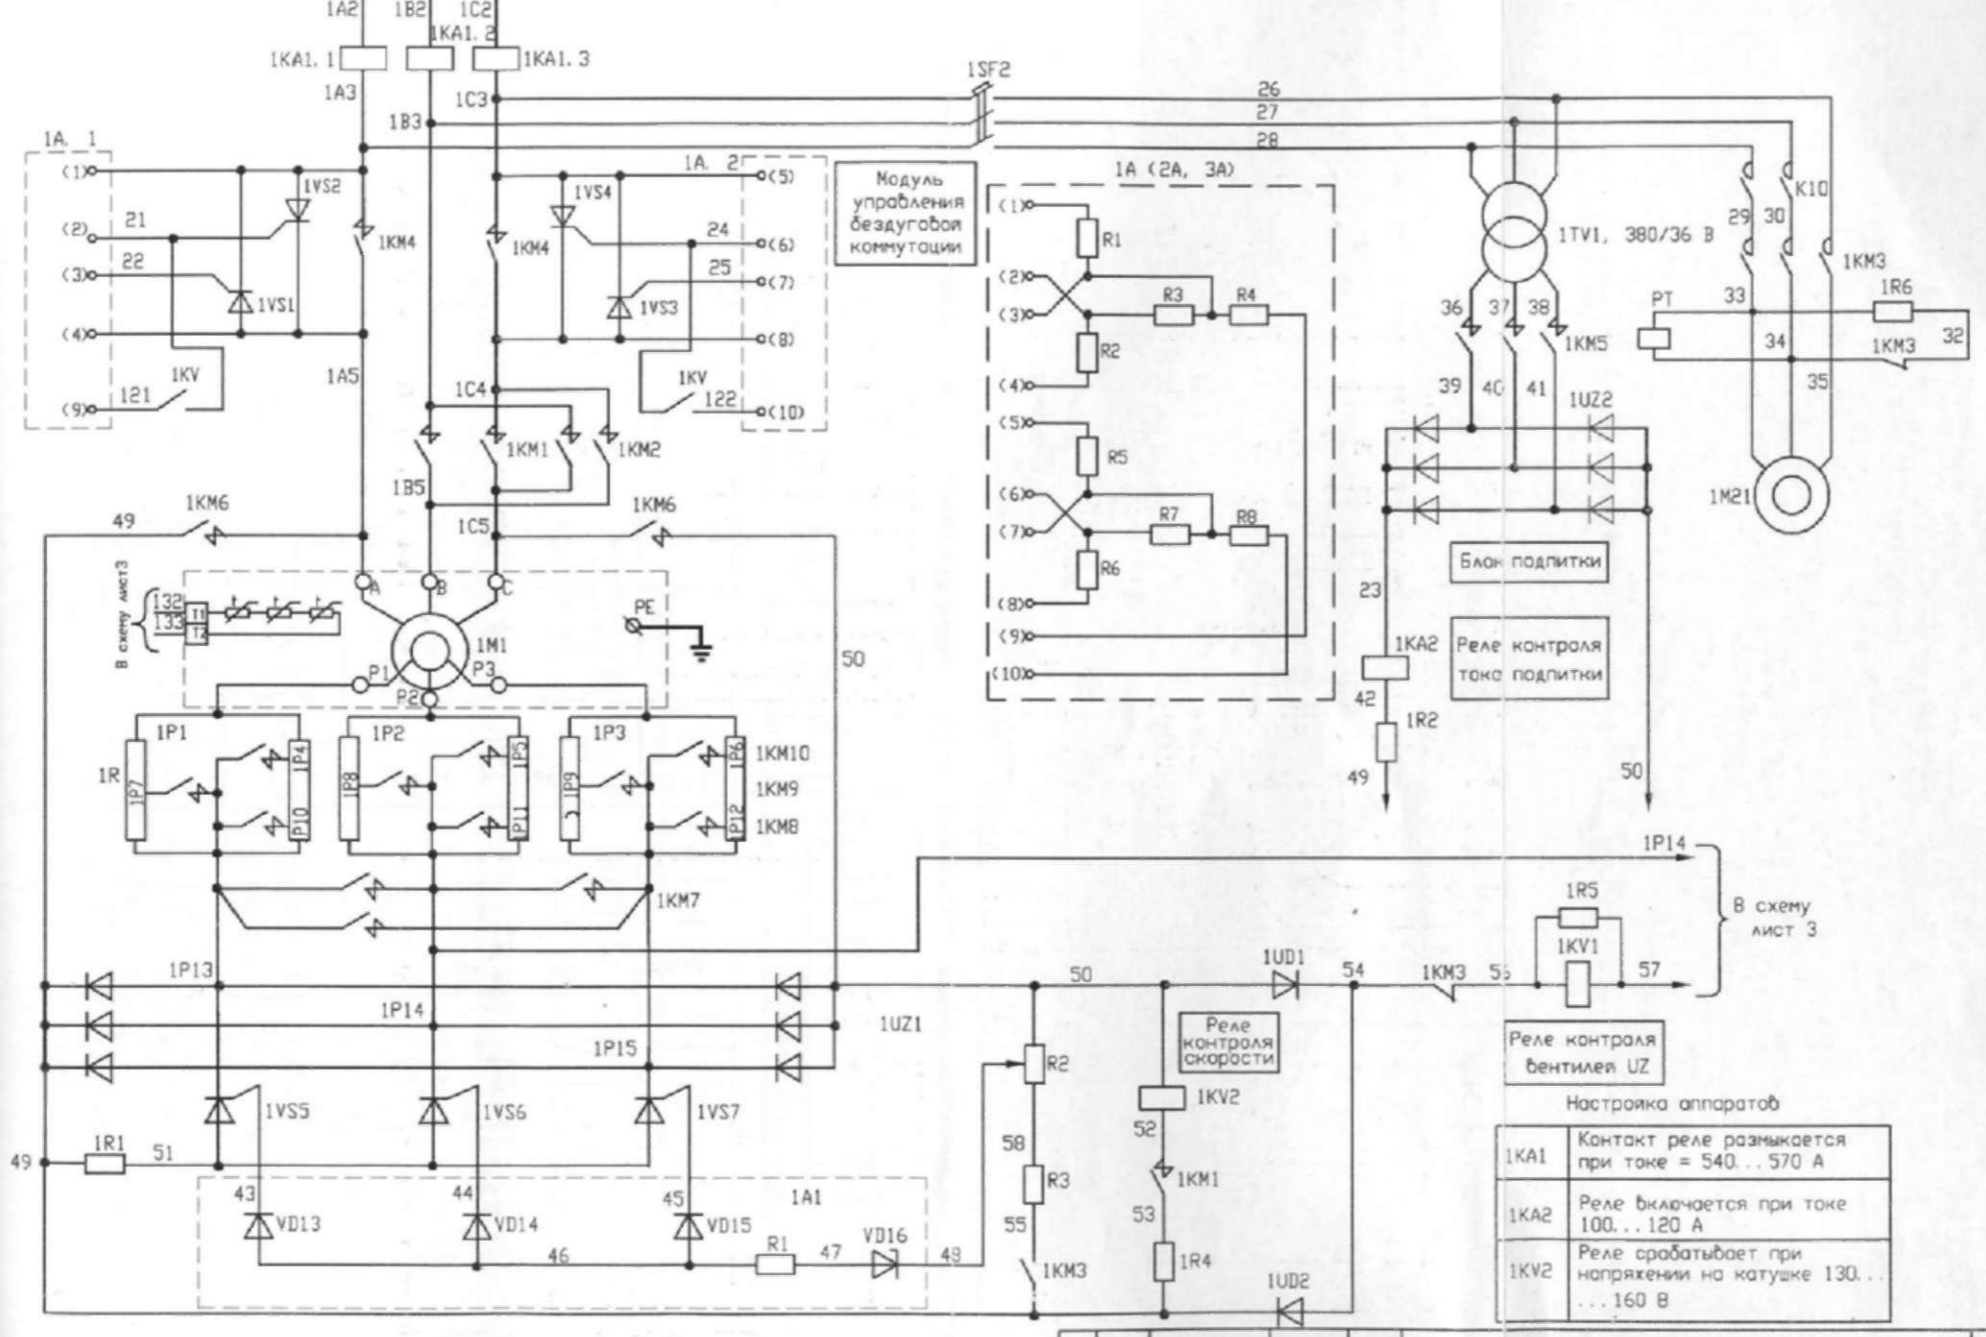 1A2
1B2
1C2
1KA1. 1
1KA1. 2
1KA1. 3
1A3
1C3
1B3
1SF2
26
27
28
1A. 1
(1)
(2)
21
(3)
22
(4)
(9)
121
1KV
1VS2
1VS1
1KM4
1A5
1VS4
1KM4
1VS3
1A. 2
(5)
24
(6)
25
(7)
(8)
1KV
122
(10)
Модуль
управления
бездуговой
коммутации
1A (2A, 3A)
(1)
R1
(2)
(3)
R3
R4
R2
(4)
(5)
R5
(6)
(7)
R7
R8
R6
(8)
(9)
(10)
1TV1, 380/36 В
36
37
38
1KM5
39
40
41
1UZ2
K10
29
30
1KM3
PT
33
34
35
1R6
32
1KM3
1M21
Блок подпитки
23
1KA2
Реле контроля
тока подпитки
42
1R2
49
50
1C4
1KM1
1KM2
1B5
1C5
1KM6
49
1KM6
50
В схему лист3
132
133
T1
T2
A
B
C
1M1
PE
P1
P2
P3
1P1
1P2
1P3
1R
1P7
1P4
1P10
1P8
1P5
1P11
1P9
1P6
1P12
1KM10
1KM9
1KM8
1KM7
1P13
1P14
1P15
1UZ1
1P14
В схему
лист 3
1R5
1KV1
57
50
1UD1
54
1KM3
Реле
контроля
скорости
Реле контроля
вентилей UZ
R2
1KV2
58
52
R3
1KM1
55
53
1KM3
1R4
1UD2
1VS5
1VS6
1VS7
49
1R1
51
43
44
45
1A1
VD13
VD14
VD15
46
R1
47
VD16
48
Настройка аппаратов
1KA1
Контакт реле размыкается
при токе = 540... 570 А
1KA2
Реле включается при токе
100... 120 А
1KV2
Реле срабатывает при
напряжении на катушке 130...
... 160 В